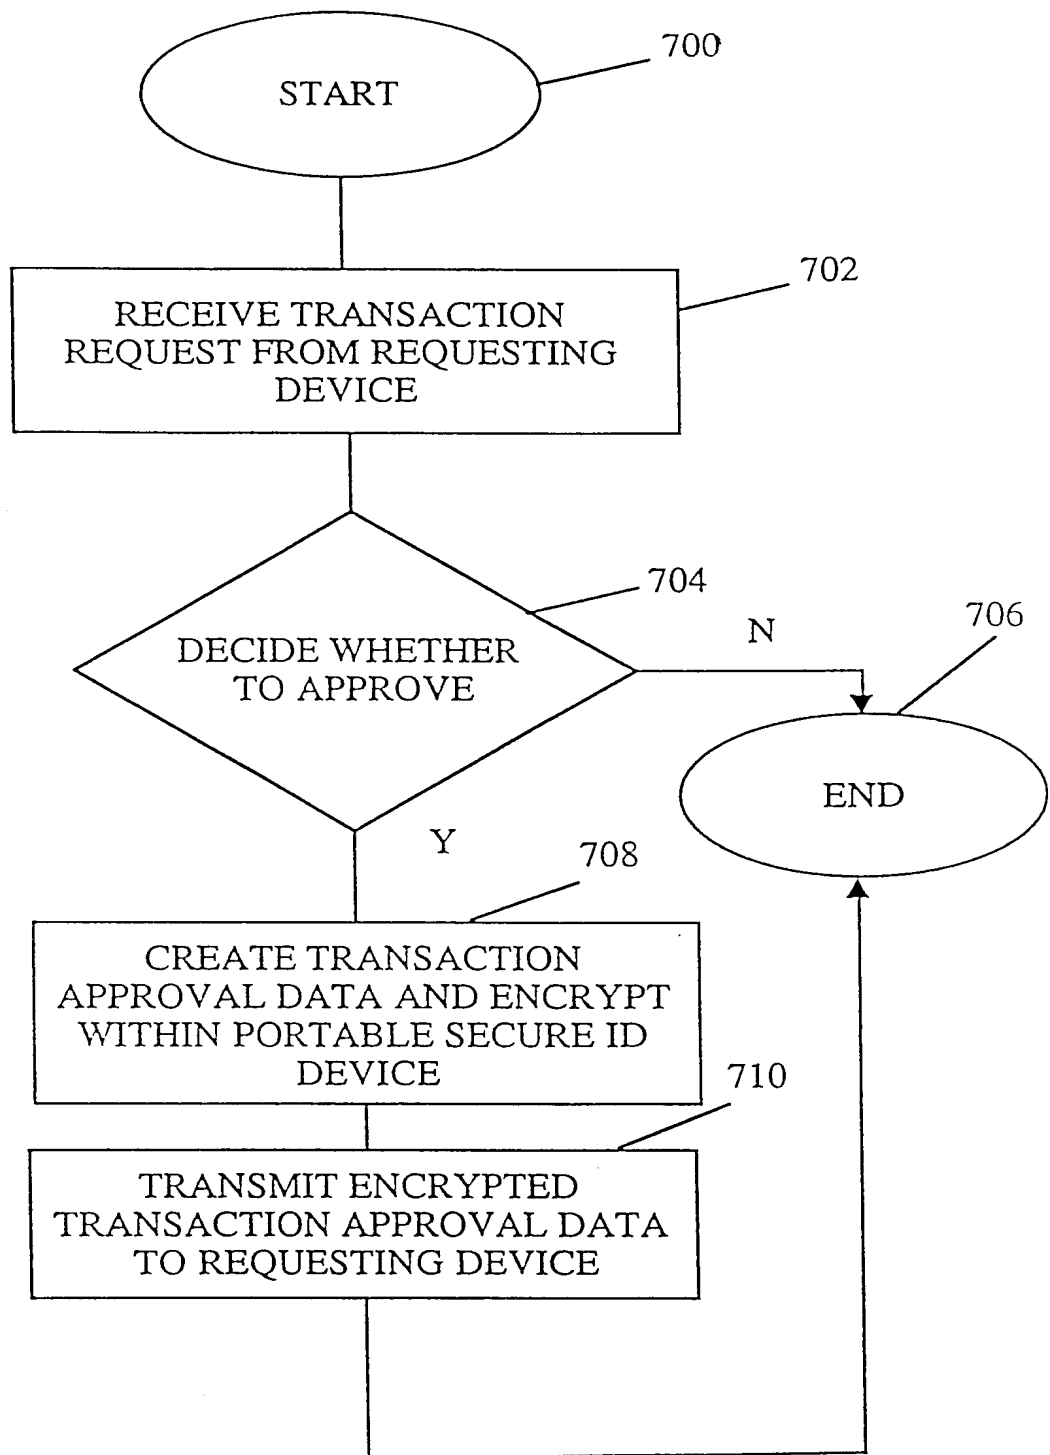 700
START
702
RECEIVE TRANSACTION
REQUEST FROM REQUESTING
DEVICE
704
N
706
DECIDE WHETHER
TO APPROVE
END
Y
708
CREATE TRANSACTION
APPROVAL DATA AND ENCRYPT
WITHIN PORTABLE SECURE ID
DEVICE
710
TRANSMIT ENCRYPTED
TRANSACTION APPROVAL DATA
TO REQUESTING DEVICE